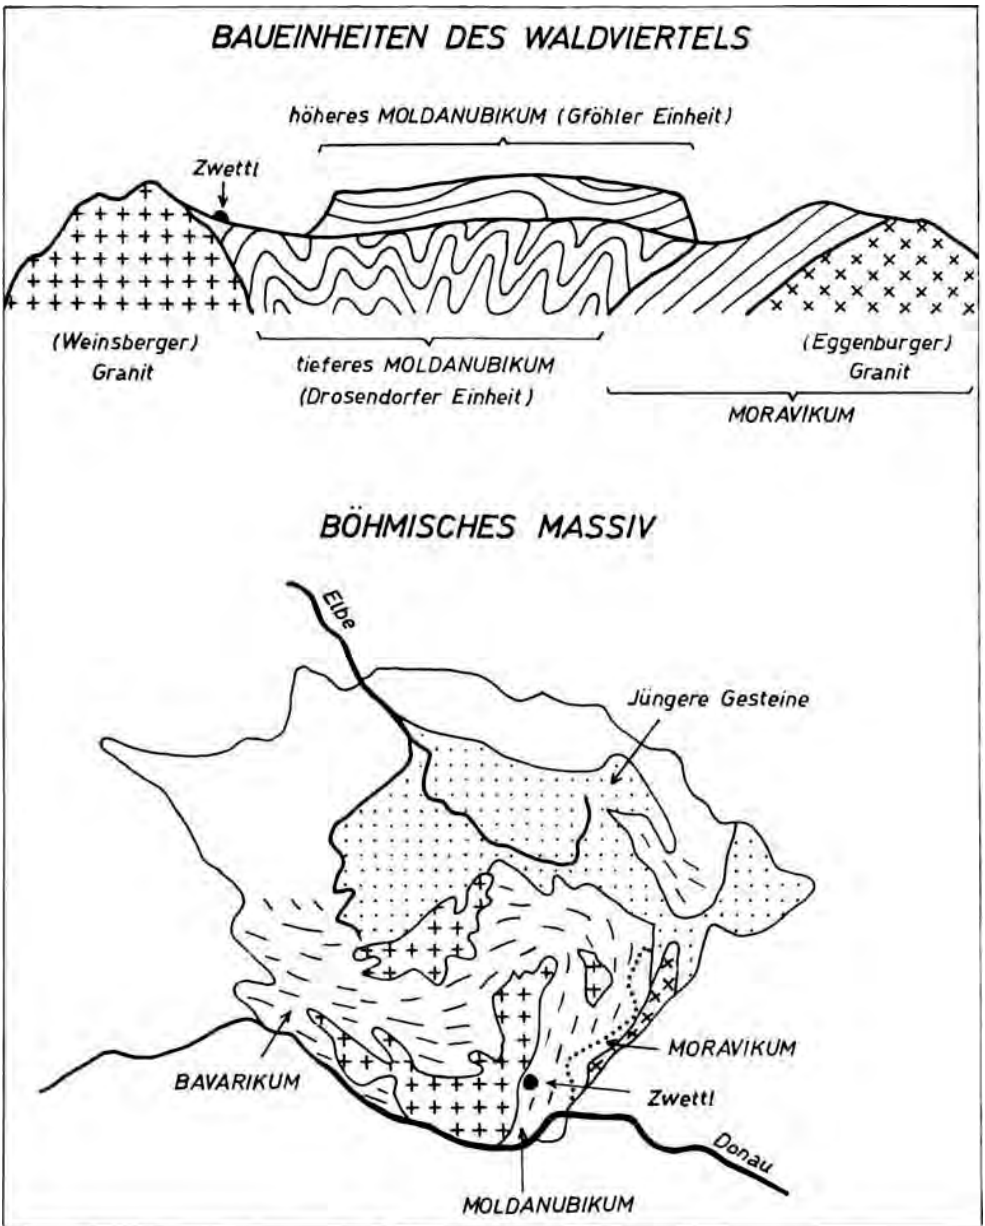 BAUEINHEITEN DES WALDVIERTELS
höheres MOLDANUBIKUM (Gföhler Einheit)
Zwettl
(Weinsberger)
Granit
tieferes MOLDANUBIKUM
(Drosendorfer Einheit)
(Eggenburger)
Granit
MORAVIKUM
BÖHMISCHES MASSIV
Elbe
Jüngere Gesteine
BAVARIKUM
MORAVIKUM
Zwettl
Donau
MOLDANUBIKUM